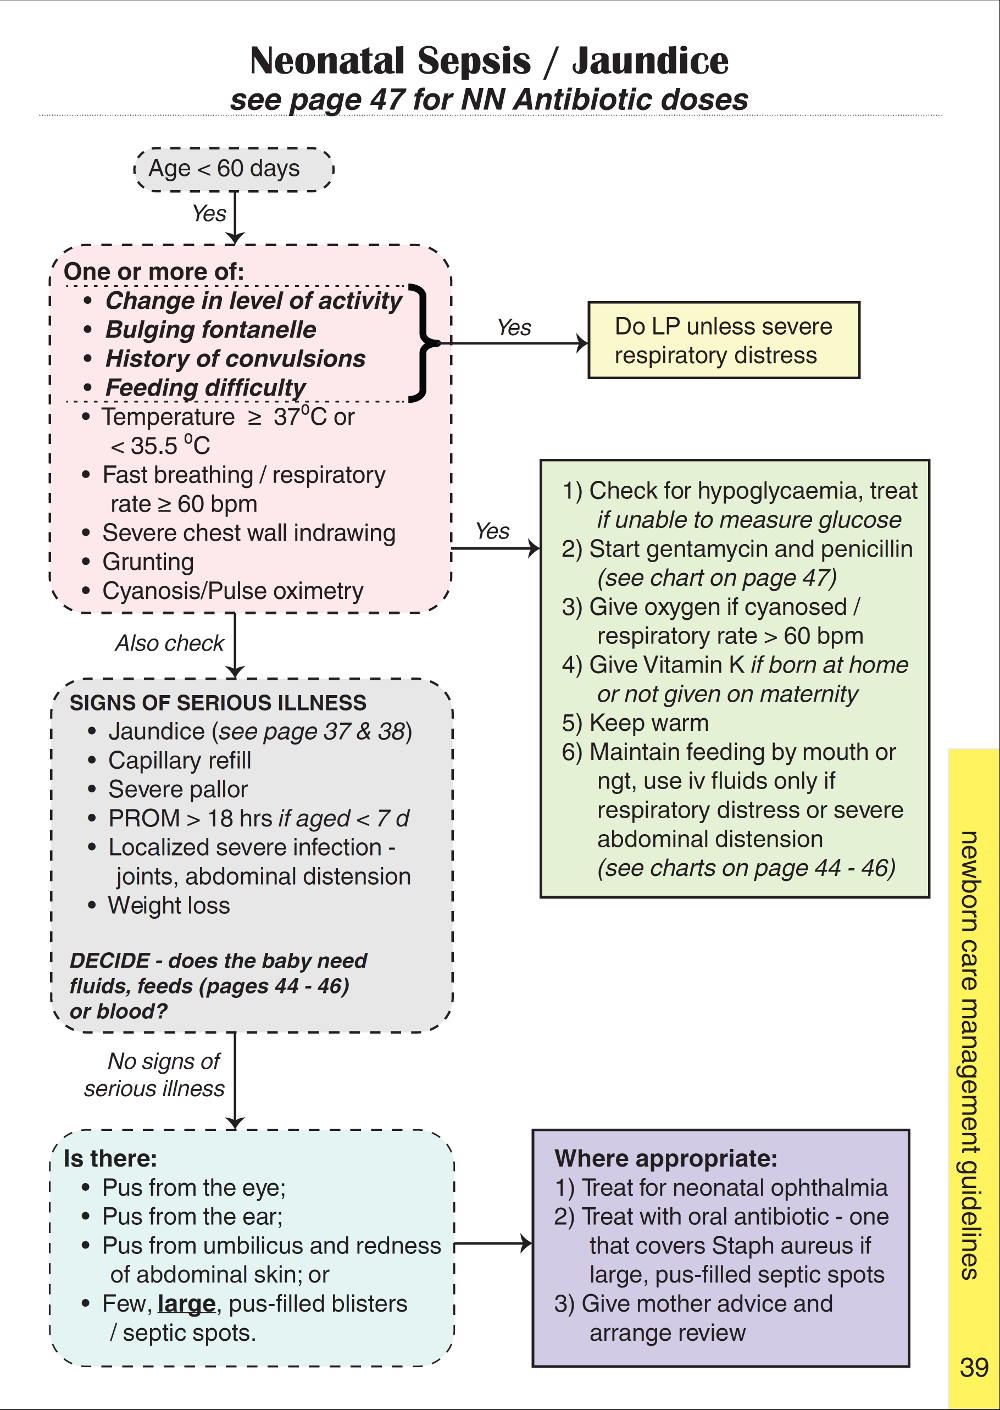 Neonatal Sepsis / Jaundice
see page 47 for NN Antibiotic doses
Age < 60 days
Yes
One or more of:
• Change in level of activity
• Bulging fontanelle
• History of convulsions
• Feeding difficulty
• Temperature ≥ 37⁰C or
< 35.5 ⁰C
• Fast breathing / respiratory
rate ≥ 60 bpm
• Severe chest wall indrawing
• Grunting
• Cyanosis/Pulse oximetry
Yes
Do LP unless severe
respiratory distress
Yes
1) Check for hypoglycaemia, treat
if unable to measure glucose
2) Start gentamycin and penicillin
(see chart on page 47)
3) Give oxygen if cyanosed /
respiratory rate > 60 bpm
4) Give Vitamin K if born at home
or not given on maternity
5) Keep warm
6) Maintain feeding by mouth or
ngt, use iv fluids only if
respiratory distress or severe
abdominal distension
(see charts on page 44 - 46)
Also check
SIGNS OF SERIOUS ILLNESS
• Jaundice (see page 37 & 38)
• Capillary refill
• Severe pallor
• PROM > 18 hrs if aged < 7 d
• Localized severe infection -
joints, abdominal distension
• Weight loss
DECIDE - does the baby need
fluids, feeds (pages 44 - 46)
or blood?
No signs of
serious illness
Is there:
• Pus from the eye;
• Pus from the ear;
• Pus from umbilicus and redness
of abdominal skin; or
• Few, large, pus-filled blisters
/ septic spots.
Where appropriate:
1) Treat for neonatal ophthalmia
2) Treat with oral antibiotic - one
that covers Staph aureus if
large, pus-filled septic spots
3) Give mother advice and
arrange review
newborn care management guidelines
39